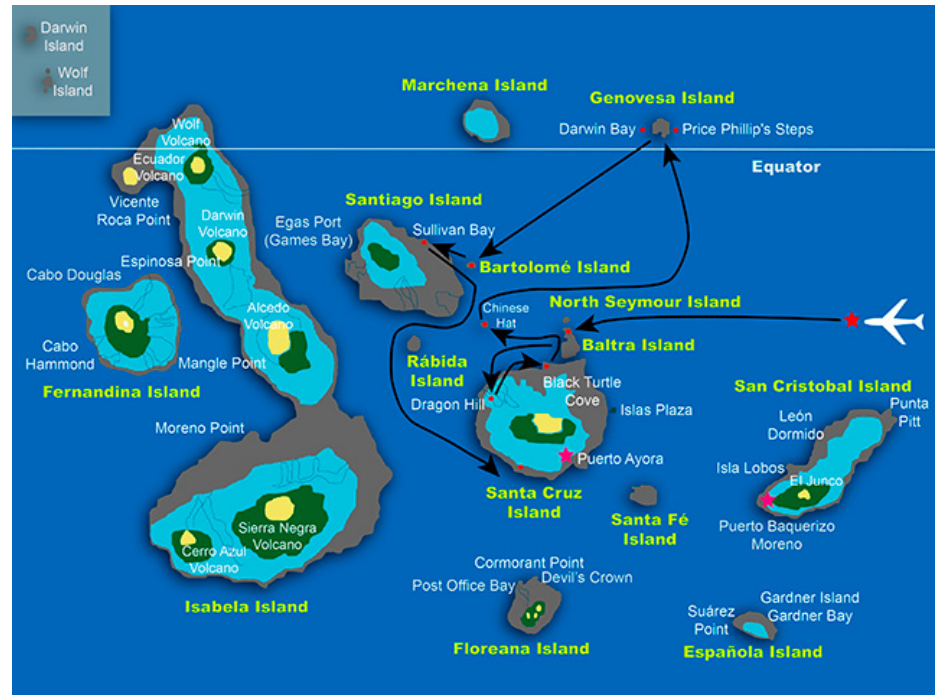 Darwin
Island
Wolf
Island
Marchena Island
Genovesa Island
Darwin Bay
Price Phillip's Steps
Equator
Wolf
Volcano
Ecuador
Volcano
Vicente
Roca Point
Darwin
Volcano
Santiago Island
Egas Port
(Games Bay)
Sullivan Bay
Bartolomé Island
Espinosa Point
Cabo Douglas
Alcedo
Volcano
Chinese
Hat
North Seymour Island
Baltra Island
Cabo
Hammond
Mangle Point
Fernandina Island
Rábida
Island
Dragon Hill
Black Turtle
Cove
Islas Plaza
San Cristobal Island
Punta
Pitt
León
Dormido
Moreno Point
Puerto Ayora
Isla Lobos
El Junco
Santa Cruz
Island
Santa Fé
Island
Puerto Baquerizo
Moreno
Sierra Negra
Volcano
Cerro Azul
Volcano
Isabela Island
Cormorant Point
Devil's Crown
Post Office Bay
Floreana Island
Gardner Island
Gardner Bay
Suárez
Point
Española Island